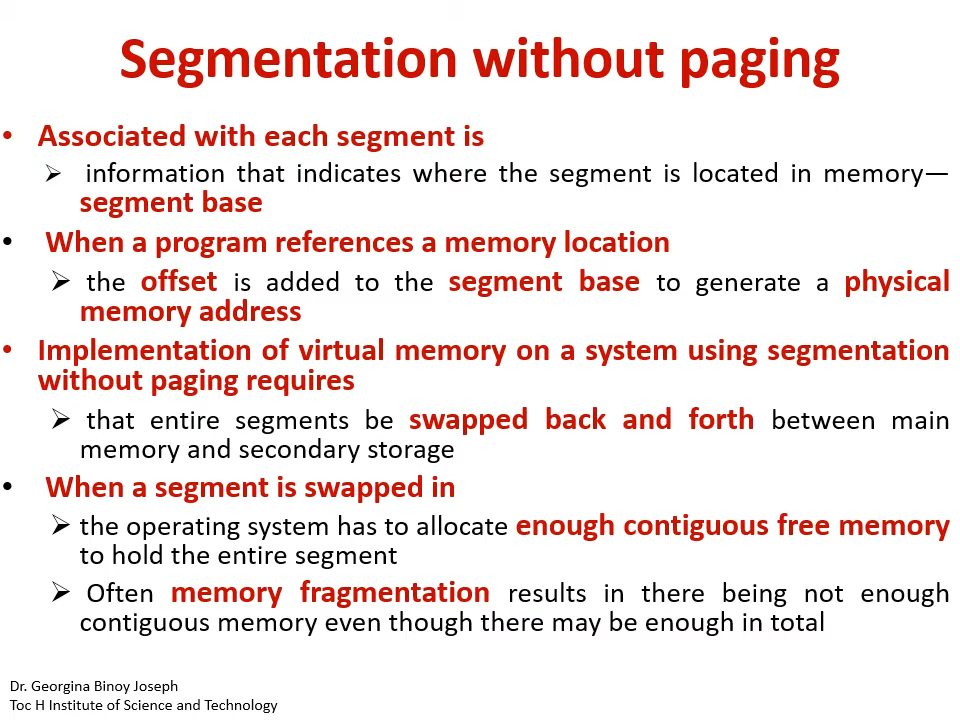 Segmentation without paging
• Associated with each segment is
➢ information that indicates where the segment is located in memory—
segment base
• When a program references a memory location
➢ the offset is added to the segment base to generate a physical
memory address
• Implementation of virtual memory on a system using segmentation
without paging requires
➢ that entire segments be swapped back and forth between main
memory and secondary storage
• When a segment is swapped in
➢ the operating system has to allocate enough contiguous free memory
to hold the entire segment
➢ Often memory fragmentation results in there being not enough
contiguous memory even though there may be enough in total
Dr. Georgina Binoy Joseph
Toc H Institute of Science and Technology